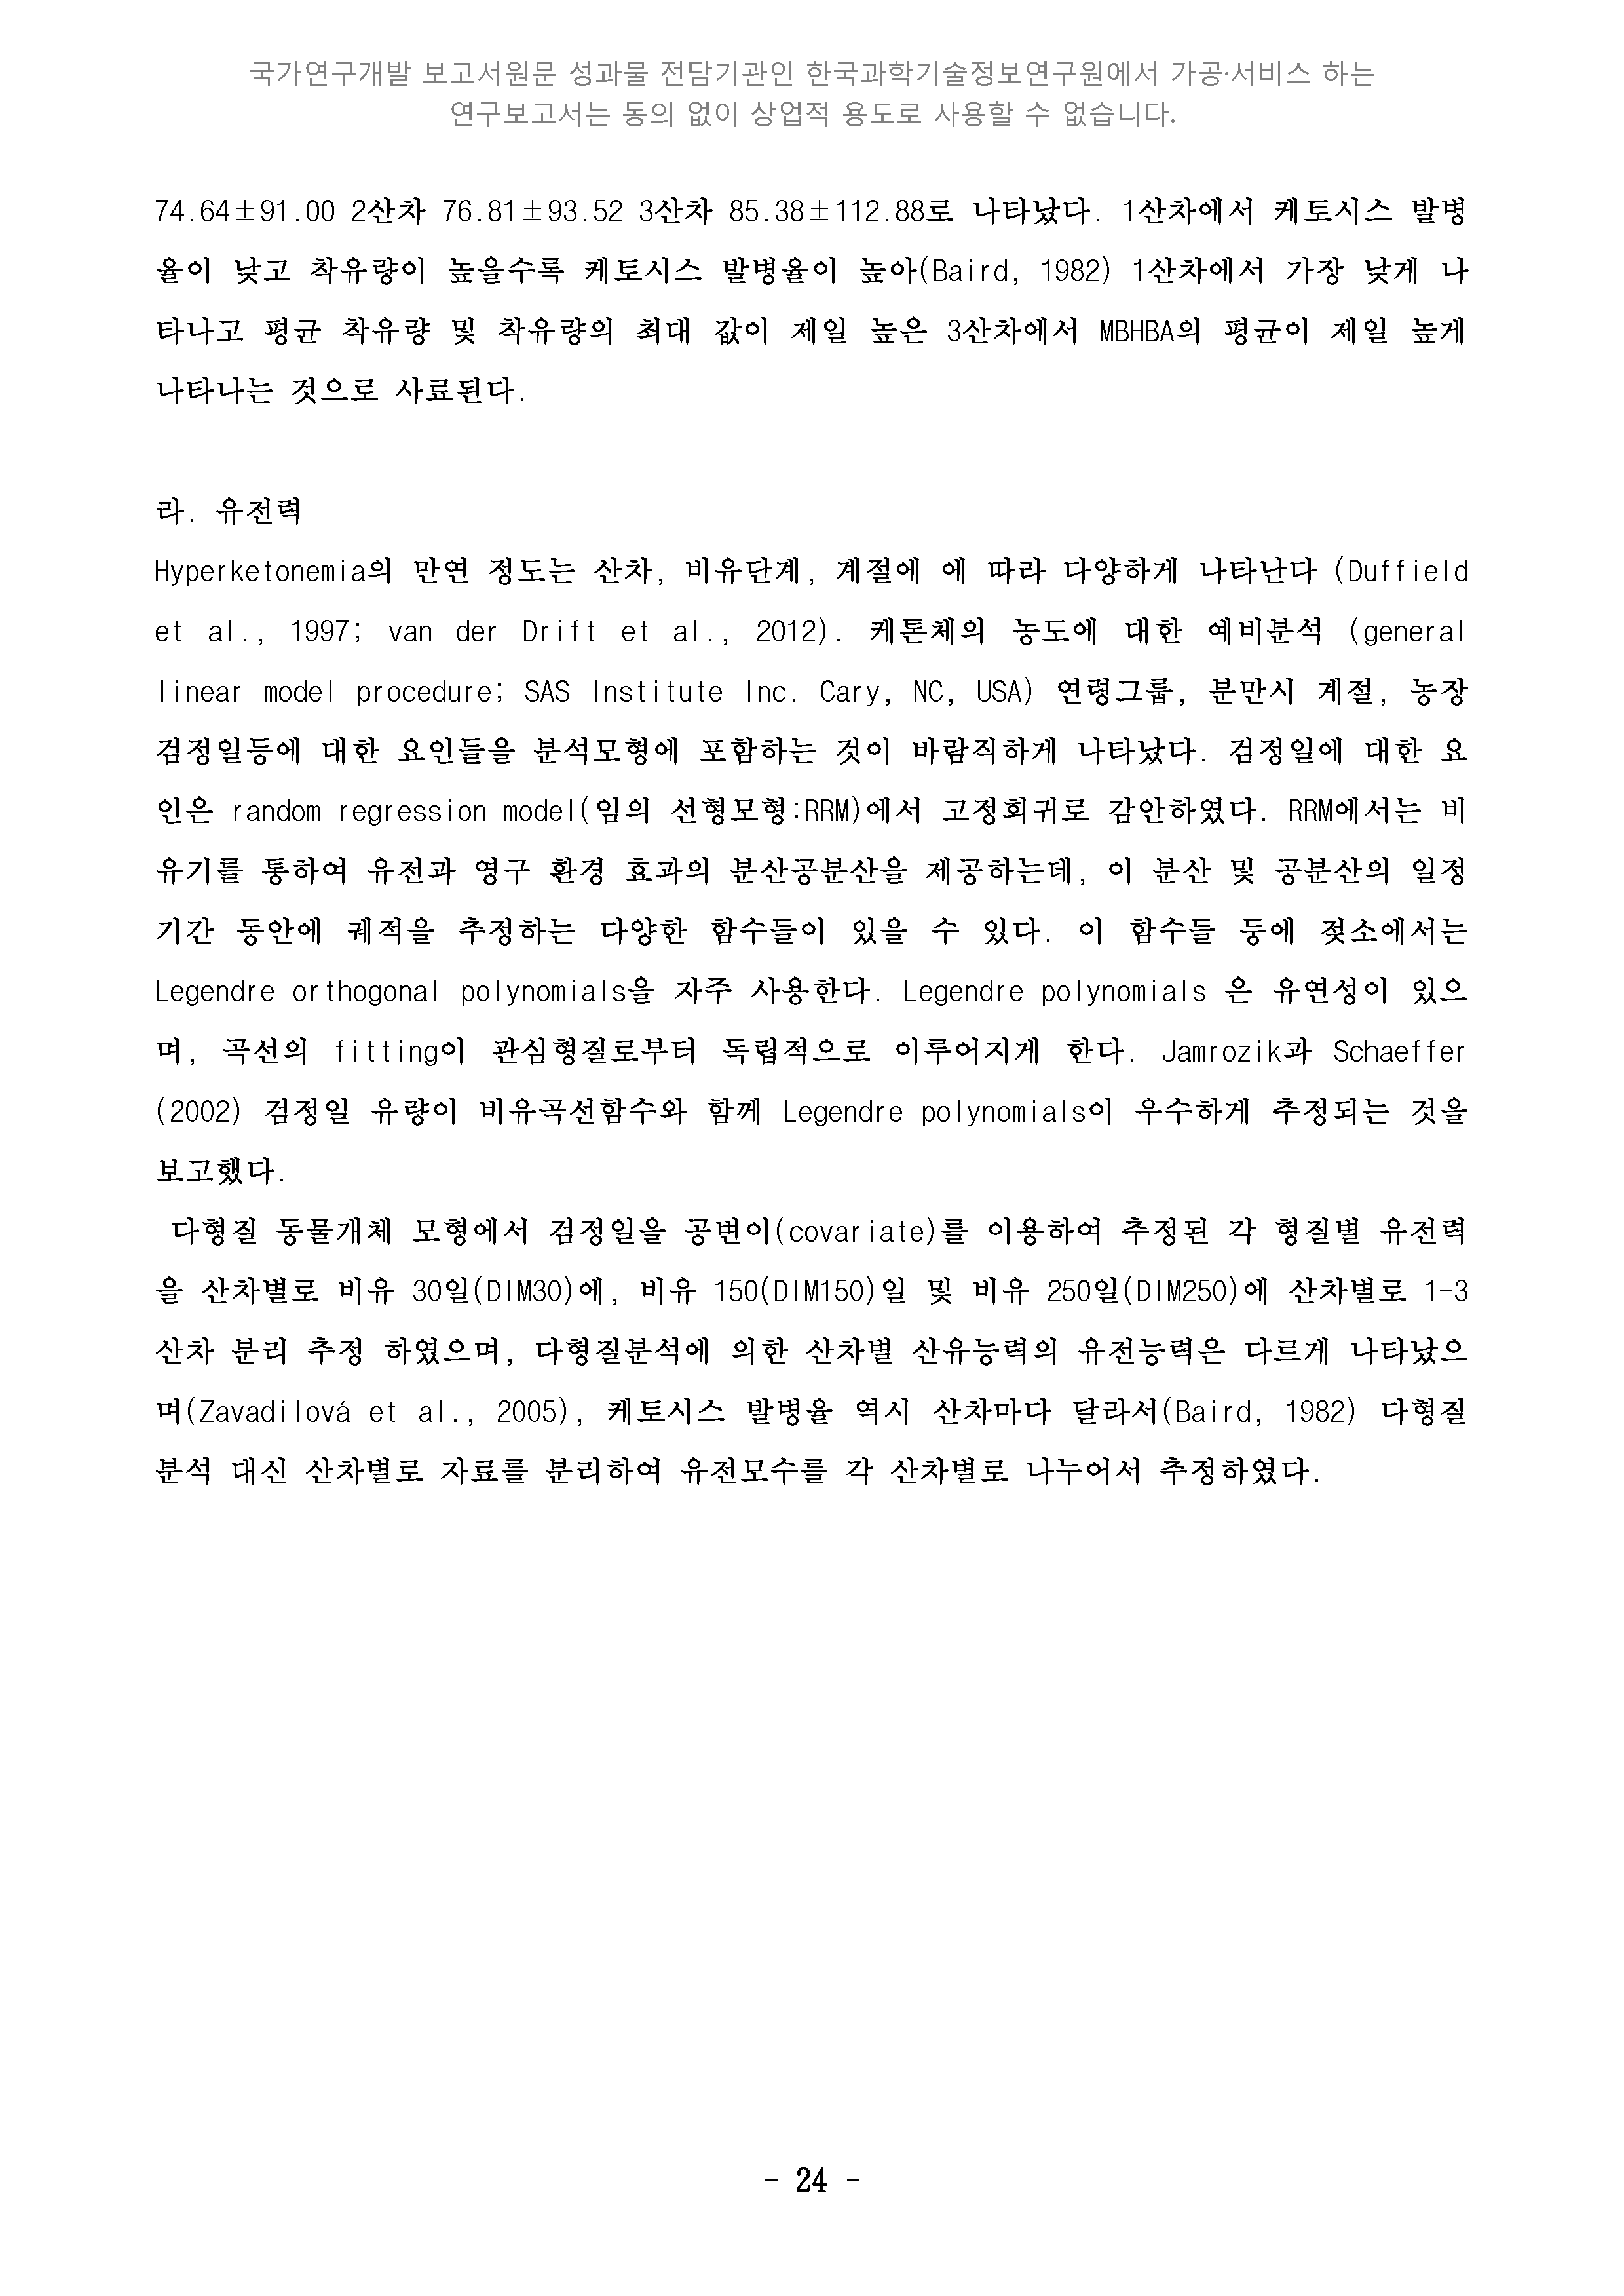 국가연구개발 보고서원문 성과물 전담기관인 한국과학기술정보연구원에서 가공·서비스 하는
연구보고서는 동의 없이 상업적 용도로 사용할 수 없습니다.
74.64±91.00 2산차 76.81±93.52 3산차 85.38±112.88로 나타났다. 1산차에서 케토시스 발병
율이 낮고 착유량이 높을수록 케토시스 발병율이 높아(Baird, 1982) 1산차에서 가장 낮게 나
타나고 평균 착유량 및 착유량의 최대 값이 제일 높은 3산차에서 MBHBA의 평균이 제일 높게
나타나는 것으로 사료된다.
라. 유전력
Hyperketonemia의 만연 정도는 산차, 비유단계, 계절에 에 따라 다양하게 나타난다 (Duffield
et al., 1997; van der Drift et al., 2012). 케톤체의 농도에 대한 예비분석 (general
linear model procedure; SAS Institute Inc. Cary, NC, USA) 연령그룹, 분만시 계절, 농장
검정일등에 대한 요인들을 분석모형에 포함하는 것이 바람직하게 나타났다. 검정일에 대한 요
인은 random regression model(임의 선형모형:RRM)에서 고정회귀로 감안하였다. RRM에서는 비
유기를 통하여 유전과 영구 환경 효과의 분산공분산을 제공하는데, 이 분산 및 공분산의 일정
기간 동안에 궤적을 추정하는 다양한 함수들이 있을 수 있다. 이 함수들 둥에 젖소에서는
Legendre orthogonal polynomials을 자주 사용한다. Legendre polynomials 은 유연성이 있으
며, 곡선의 fitting이 관심형질로부터 독립적으로 이루어지게 한다. Jamrozik과 Schaeffer
(2002) 검정일 유량이 비유곡선함수와 함께 Legendre polynomials이 우수하게 추정되는 것을
보고했다.
다형질 동물개체 모형에서 검정일을 공변이(covariate)를 이용하여 추정된 각 형질별 유전력
을 산차별로 비유 30일(DIM30)에, 비유 150(DIM150)일 및 비유 250일(DIM250)에 산차별로 1-3
산차 분리 추정 하였으며, 다형질분석에 의한 산차별 산유능력의 유전능력은 다르게 나타났으
며(Zavadilová et al., 2005), 케토시스 발병율 역시 산차마다 달라서(Baird, 1982) 다형질
분석 대신 산차별로 자료를 분리하여 유전모수를 각 산차별로 나누어서 추정하였다.
- 24 -